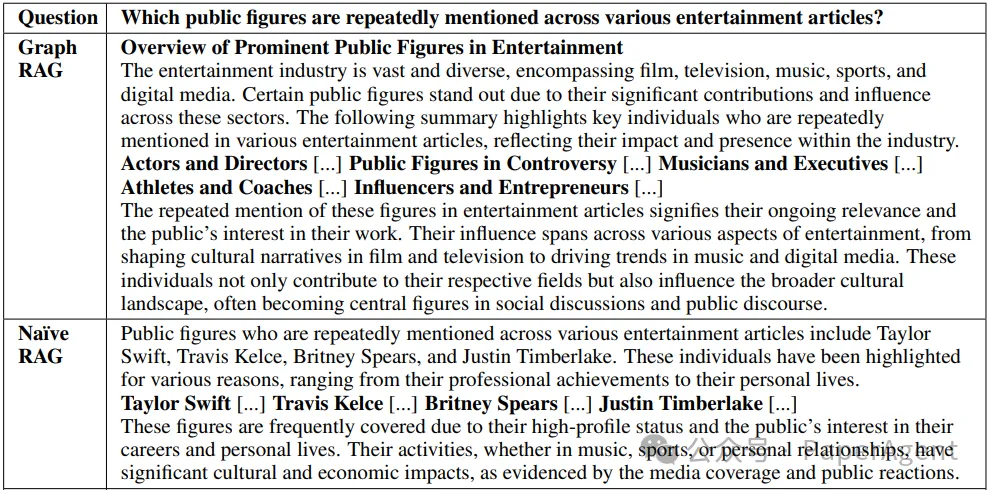 Question Which public figures are repeatedly mentioned across various entertainment articles?
Graph Overview of Prominent Public Figures in Entertainment
RAG The entertainment industry is vast and diverse, encompassing film, television, music, sports, and
digital media. Certain public figures stand out due to their significant contributions and influence
across these sectors. The following summary highlights key individuals who are repeatedly
mentioned in various entertainment articles, reflecting their impact and presence within the industry.
Actors and Directors [...] Public Figures in Controversy [...] Musicians and Executives [...]
Athletes and Coaches [...] Influencers and Entrepreneurs [...]
The repeated mention of these figures in entertainment articles signifies their ongoing relevance and
the public's interest in their work. Their influence spans across various aspects of entertainment, from
shaping cultural narratives in film and television to driving trends in music and digital media. These
individuals not only contribute to their respective fields but also influence the broader cultural
landscape, often becoming central figures in social discussions and public discourse.
Naïve Public figures who are repeatedly mentioned across various entertainment articles include Taylor
RAG Swift, Travis Kelce, Britney Spears, and Justin Timberlake. These individuals have been highlighted
for various reasons, ranging from their professional achievements to their personal lives.
Taylor Swift [...] Travis Kelce [...] Britney Spears [...] Justin Timberlake [...]
These figures are frequently covered due to their high-profile status and the public's interest in their
careers and personal lives. Their activities, whether in music, sports, or personal relationships, have
significant cultural and economic impacts, as evidenced by the media coverage and public reactions.
公众号 · PaperAgent